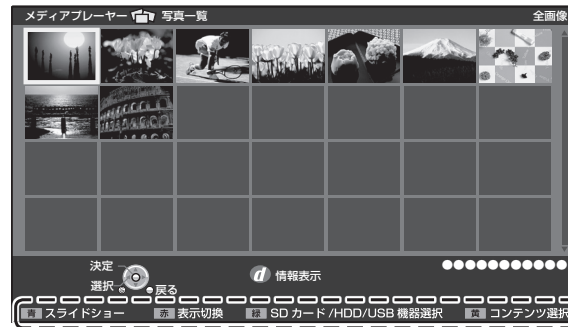 メディアプレーヤー 写真一覧 全画像
決定
選択 戻る
d 情報表示
青 スライドショー 赤 表示切換 緑 SD カード/HDD/USB 機器選択 黄 コンテンツ選択